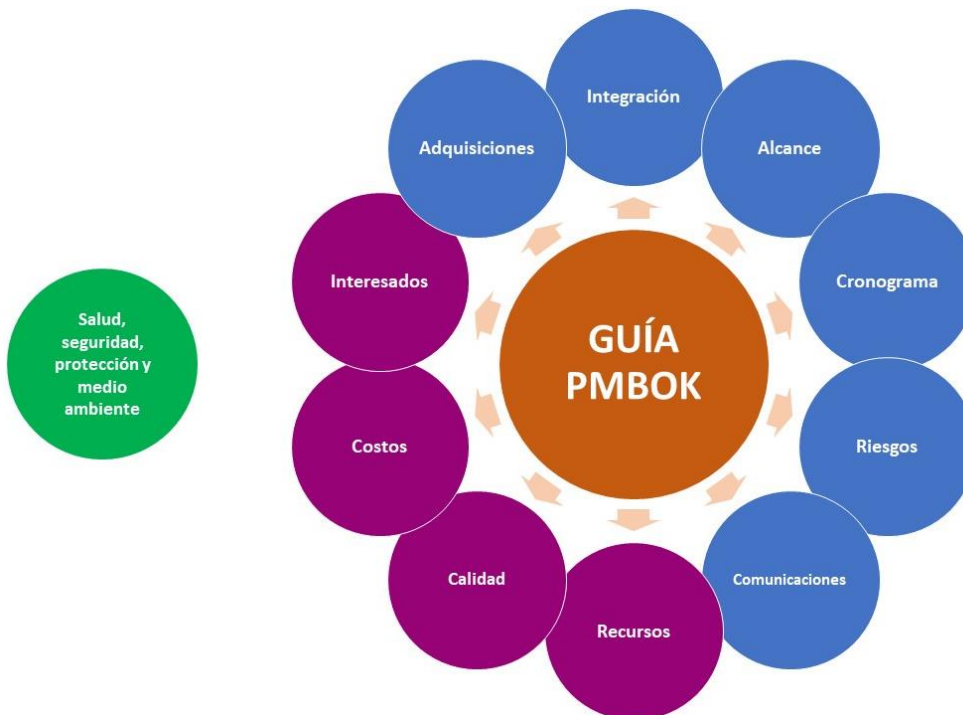 Integración
Adquisiciones
Alcance
Interesados
Cronograma
Salud,
seguridad,
protección y
medio
ambiente
GUÍA
PMBOK
Costos
Riesgos
Calidad
Comunicaciones
Recursos